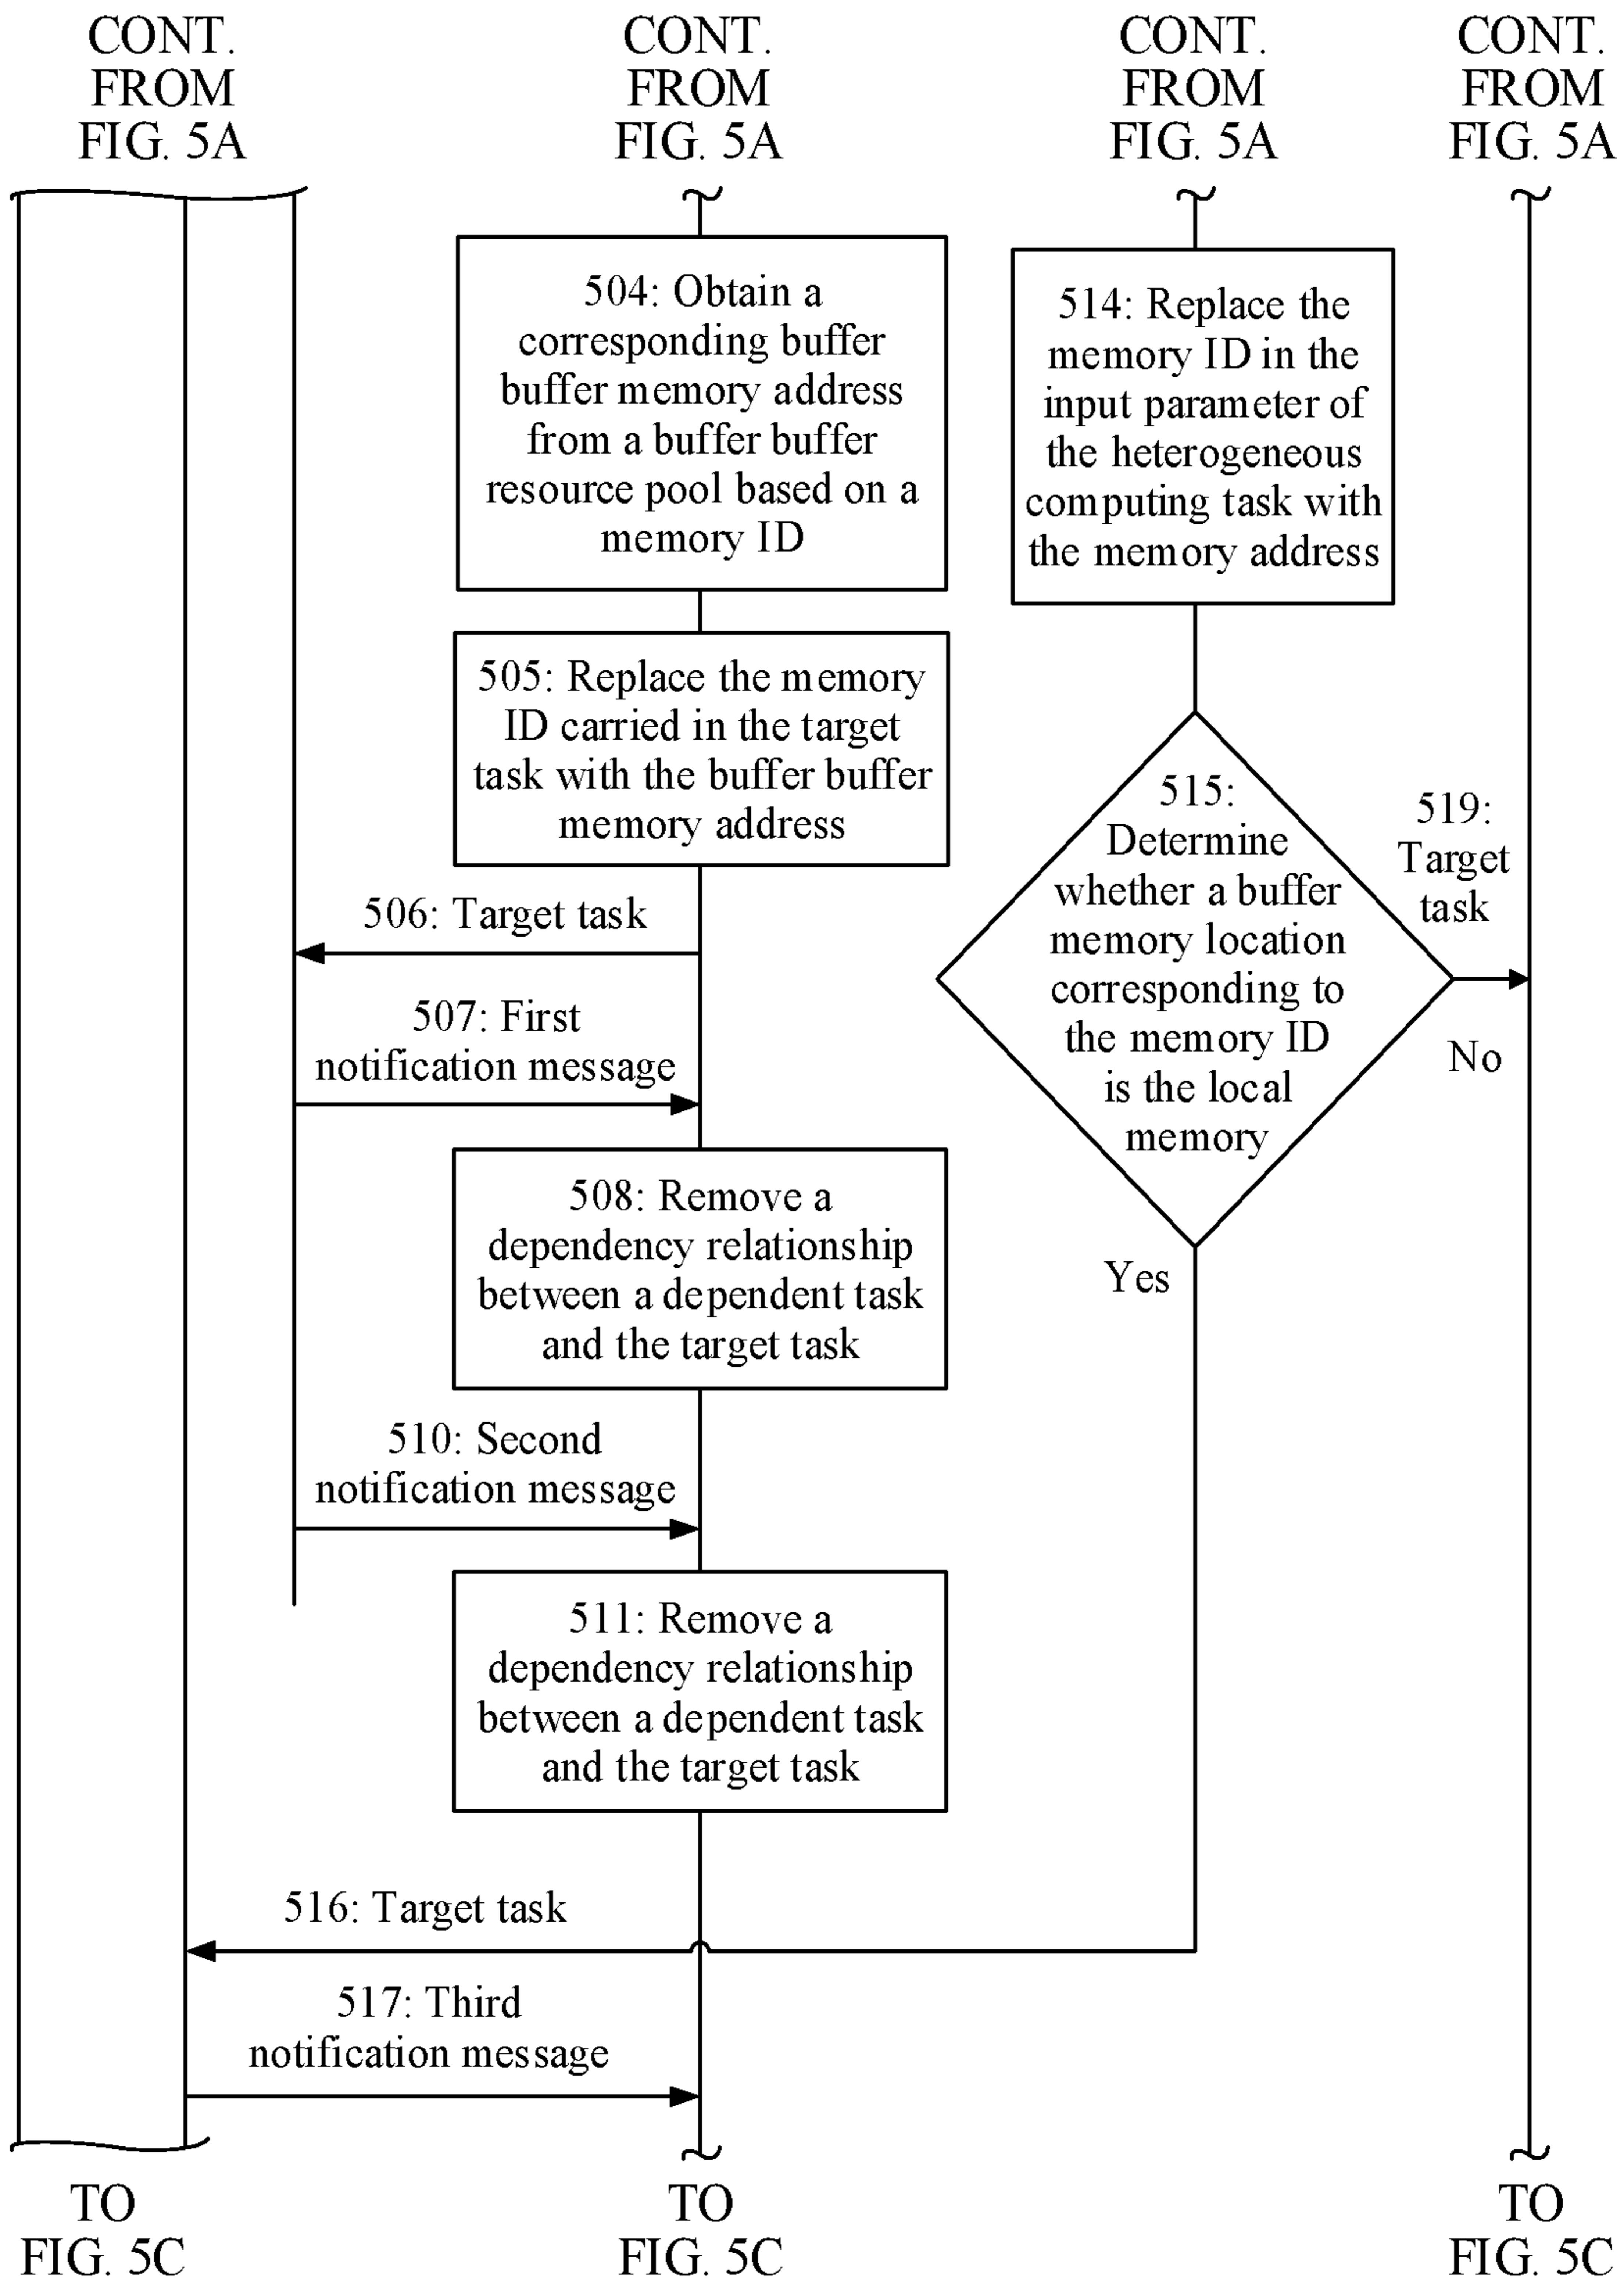 CONT.
FROM
FIG. 5A
CONT.
FROM
FIG. 5A
CONT.
FROM
FIG. 5A
CONT.
FROM
FIG. 5A
504: Obtain a
corresponding buffer
buffer memory address
from a buffer buffer
resource pool based on a
memory ID
514: Replace the
memory ID in the
input parameter of
the heterogeneous
computing task with
the memory address
505: Replace the memory
ID carried in the target
task with the buffer buffer
memory address
515:
Determine
whether a buffer
memory location
corresponding to
the memory ID
is the local
memory
519:
Target
task
No
Yes
506: Target task
507: First
notification message
508: Remove a
dependency relationship
between a dependent task
and the target task
510: Second
notification message
511: Remove a
dependency relationship
between a dependent task
and the target task
516: Target task
517: Third
notification message
TO
FIG. 5C
TO
FIG. 5C
TO
FIG. 5C